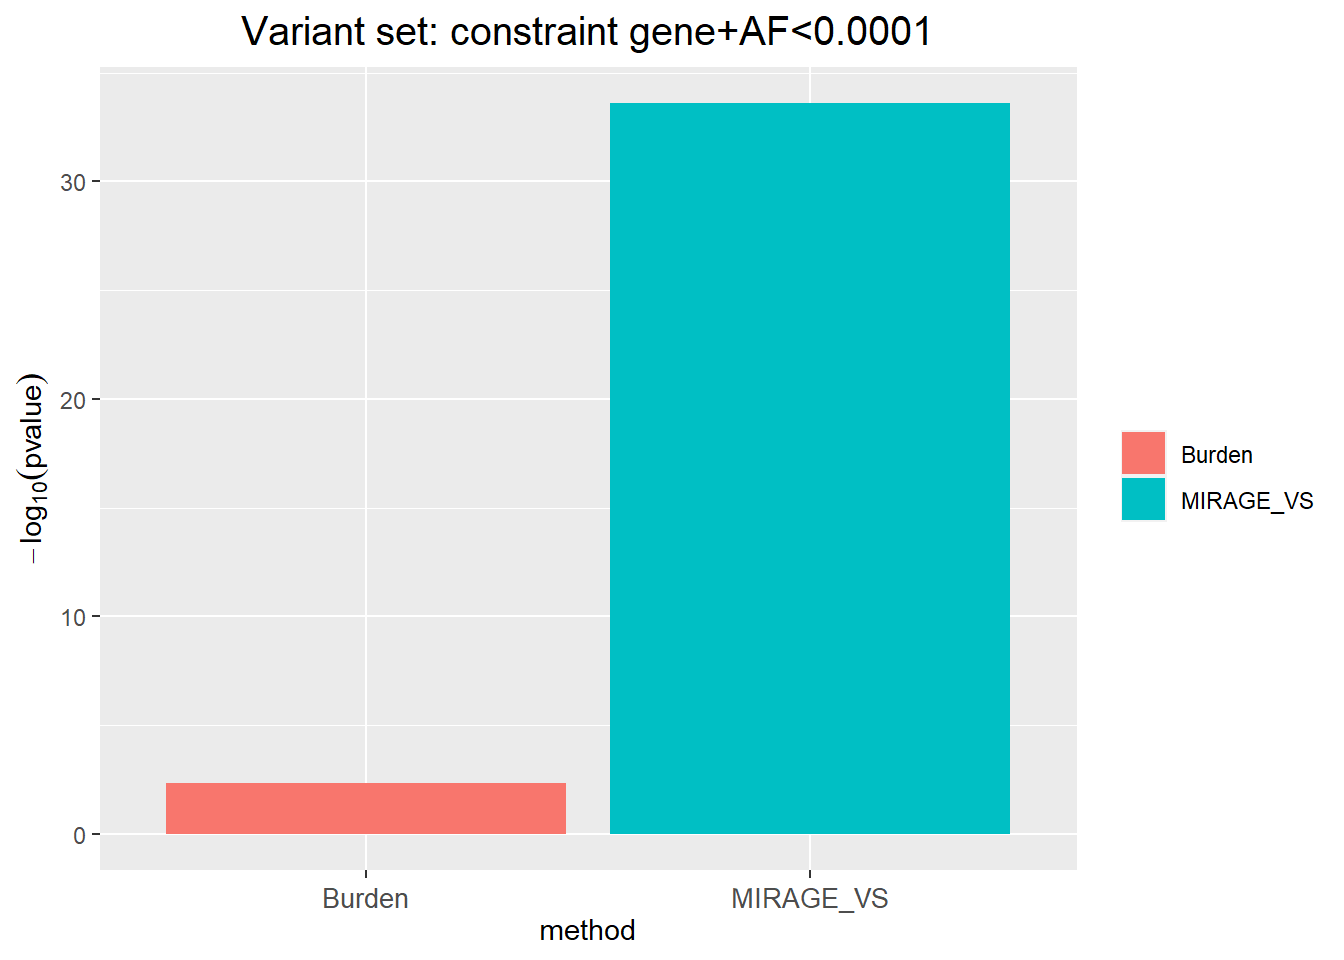 Variant set: constraint gene+AF<0.0001
−log10(pvalue)
30
20
10
0
Burden
MIRAGE_VS
method
Burden
MIRAGE_VS